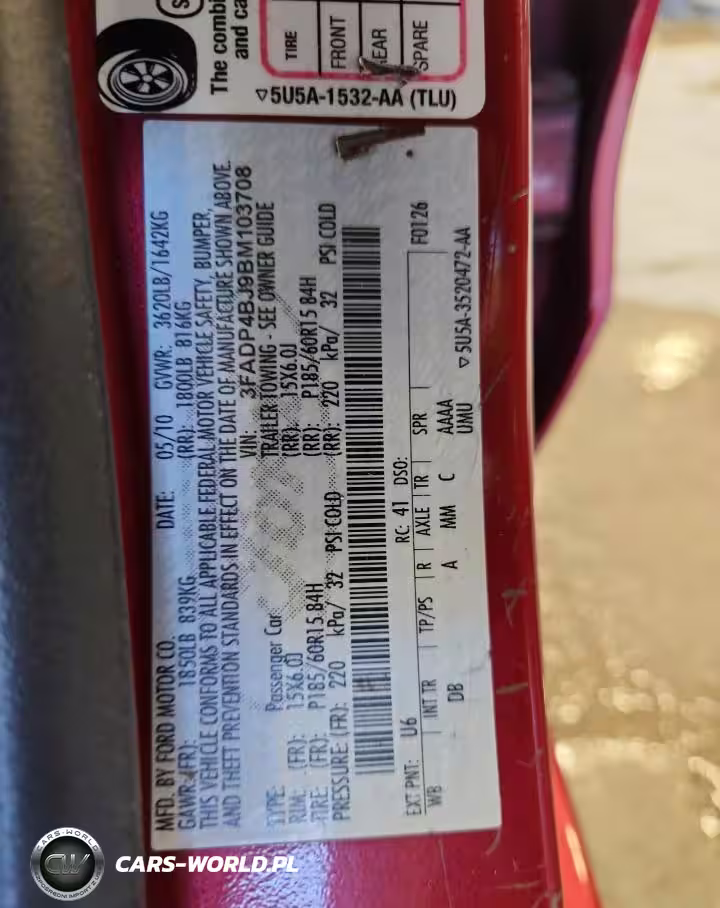 The combi
and ca
TIRE
FRONT
REAR
SPARE
▽5U5A-1532-AA (TLU)
MFD. BY FORD MOTOR CO
DATE: 05/10 GVWR: 3620LB/1642KG
GAWR:(FR): 1850LB 839KG (RR): 1800LB 816KG
THIS VEHICLE CONFORMS TO ALL APPLICABLE FEDERAL MOTOR VEHICLE SAFETY, BUMPER,
AND THEFT PREVENTION STANDARDS IN EFFECT ON THE DATE OF MANUFACTURE SHOWN ABOVE.
VIN: 3FADP4BJ9BM103708
TYPE: Passenger Car TRAILER TOWING - SEE OWNER GUIDE
RIM: (FR): 15X6.0J (RR): 15X6.0J
TIRE: (FR): P185/60R15 84H (RR): P185/60R15 84H
PRESSURE: (FR): 220 kPa/ 32 PSI COLD (RR): 220 kPa/ 32 PSI COLD
EXT PNT: U6 RC: 41 DSO: F0126
WB INT TR TP/PS R AXLE TR SPR
DB A MM C AAAA
UMU
▽5U5A-3520472-AA
CARS-WORLD
CW
CARS-WORLD.PL